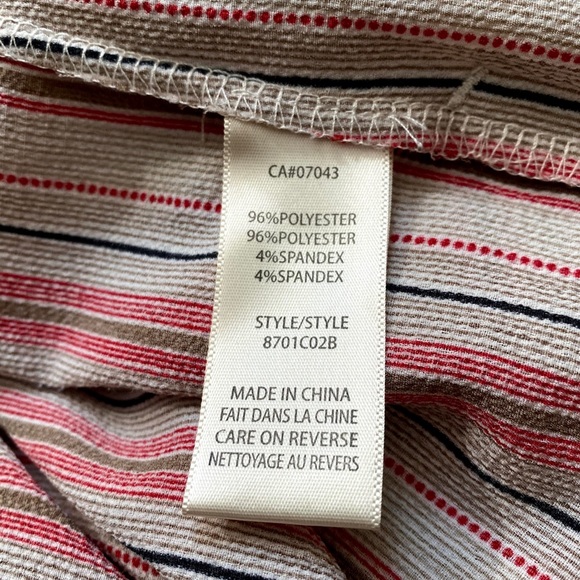 CA#07043
96%POLYESTER
96%POLYESTER
4%SPANDEX
4%SPANDEX
STYLE/STYLE
8701C02B
MADE IN CHINA
FAIT DANS LA CHINE
CARE ON REVERSE
NETTOYAGE AU REVERS